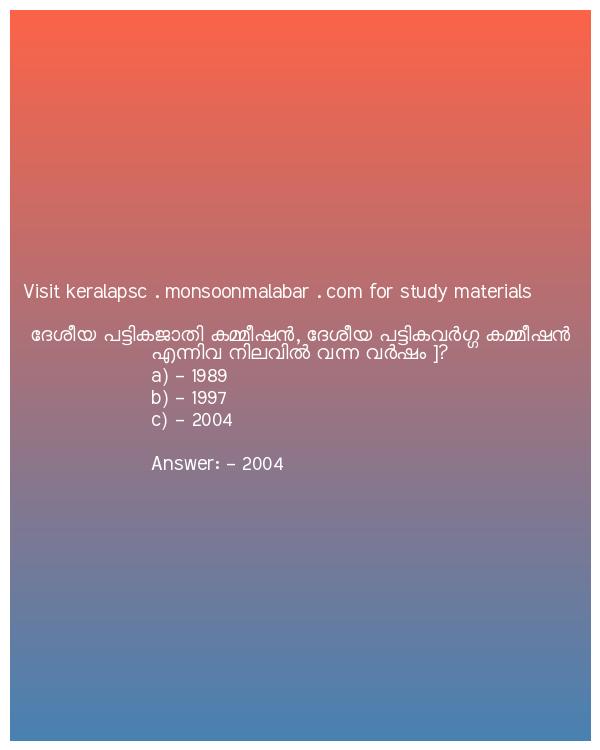 Visit keralapsc . monsoonmalabar . com for study materials
ദേശീയ പട്ടികജാതി കമ്മീഷൻ, ദേശീയ പട്ടികവർഗ്ഗ കമ്മീഷൻ
എന്നിവ നിലവിൽ വന്ന വർഷം ]?
a) - 1989
b) - 1997
c) - 2004
Answer: - 2004